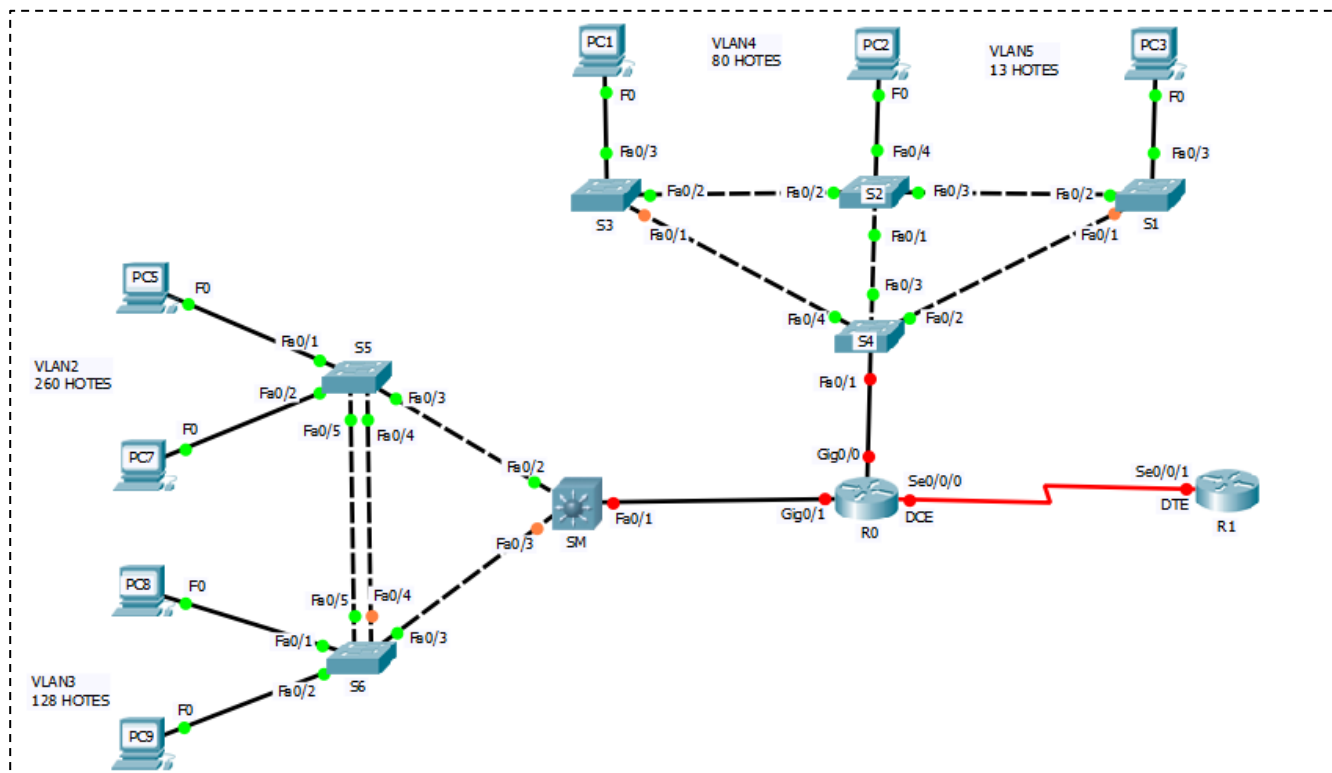 PC1
VLAN4
80 HOTES
PC2
VLAN5
13 HOTES
PC3
F0
F0
F0
Fa0/3
Fa0/4
Fa0/3
Fa0/2
Fa0/2
S2
Fa0/3
Fa0/2
S3
Fa0/1
Fa0/1
Fa0/1
S1
Fa0/3
Fa0/4
Fa0/2
S4
Fa0/1
PC5
F0
Fa0/1
S5
VLAN2
260 HOTES
Fa0/2
Fa0/3
F0
PC7
Fa0/5
Fa0/4
Fa0/2
Gig0/0
Se0/0/0
Se0/0/1
Gig0/1
DCE
DTE
R0
R1
SM
Fa0/1
Fa0/3
PC8
F0
Fa0/5
Fa0/4
Fa0/1
Fa0/3
S6
Fa0/2
VLAN3
128 HOTES
F0
PC9